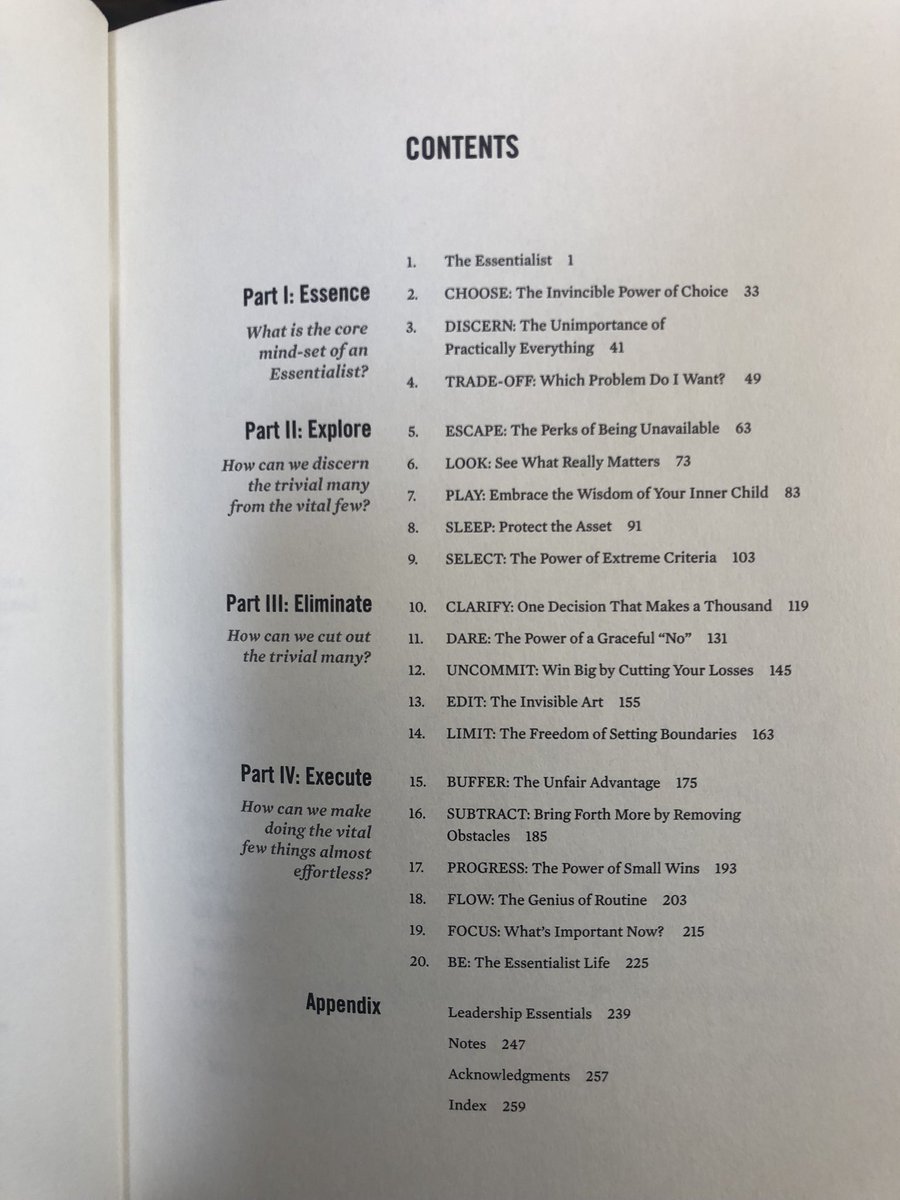 CONTENTS
1. The Essentialist 1
Part I: Essence
What is the core
mind-set of an
Essentialist?
2. CHOOSE: The Invincible Power of Choice 33
3. DISCERN: The Unimportance of
Practically Everything 41
4. TRADE-OFF: Which Problem Do I Want? 49
Part II: Explore
How can we discern
the trivial many
from the vital few?
5. ESCAPE: The Perks of Being Unavailable 63
6. LOOK: See What Really Matters 73
7. PLAY: Embrace the Wisdom of Your Inner Child 83
8. SLEEP: Protect the Asset 91
9. SELECT: The Power of Extreme Criteria 103
Part III: Eliminate
How can we cut out
the trivial many?
10. CLARIFY: One Decision That Makes a Thousand 119
11. DARE: The Power of a Graceful “No” 131
12. UNCOMMIT: Win Big by Cutting Your Losses 145
13. EDIT: The Invisible Art 155
14. LIMIT: The Freedom of Setting Boundaries 163
Part IV: Execute
How can we make
doing the vital
few things almost
effortless?
15. BUFFER: The Unfair Advantage 175
16. SUBTRACT: Bring Forth More by Removing
Obstacles 185
17. PROGRESS: The Power of Small Wins 193
18. FLOW: The Genius of Routine 203
19. FOCUS: What’s Important Now? 215
20. BE: The Essentialist Life 225
Appendix
Leadership Essentials 239
Notes 247
Acknowledgments 257
Index 259